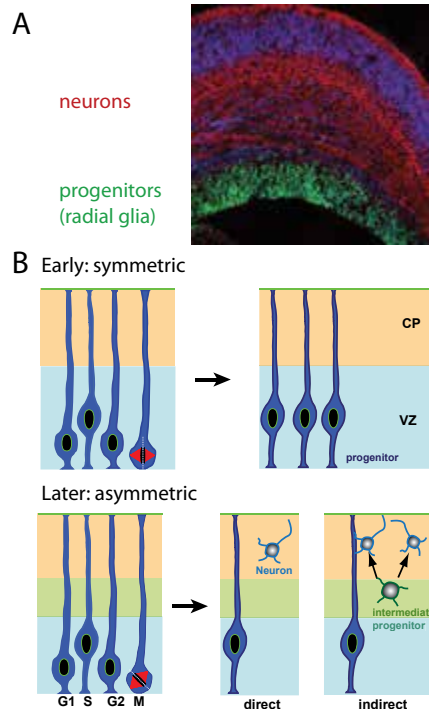 A
neurons
progenitors
(radial glia)
B Early: symmetric
CP
VZ
progenitor
Later: asymmetric
Neuron
intermediat
progenitor
G1 S G2 M
direct
indirect